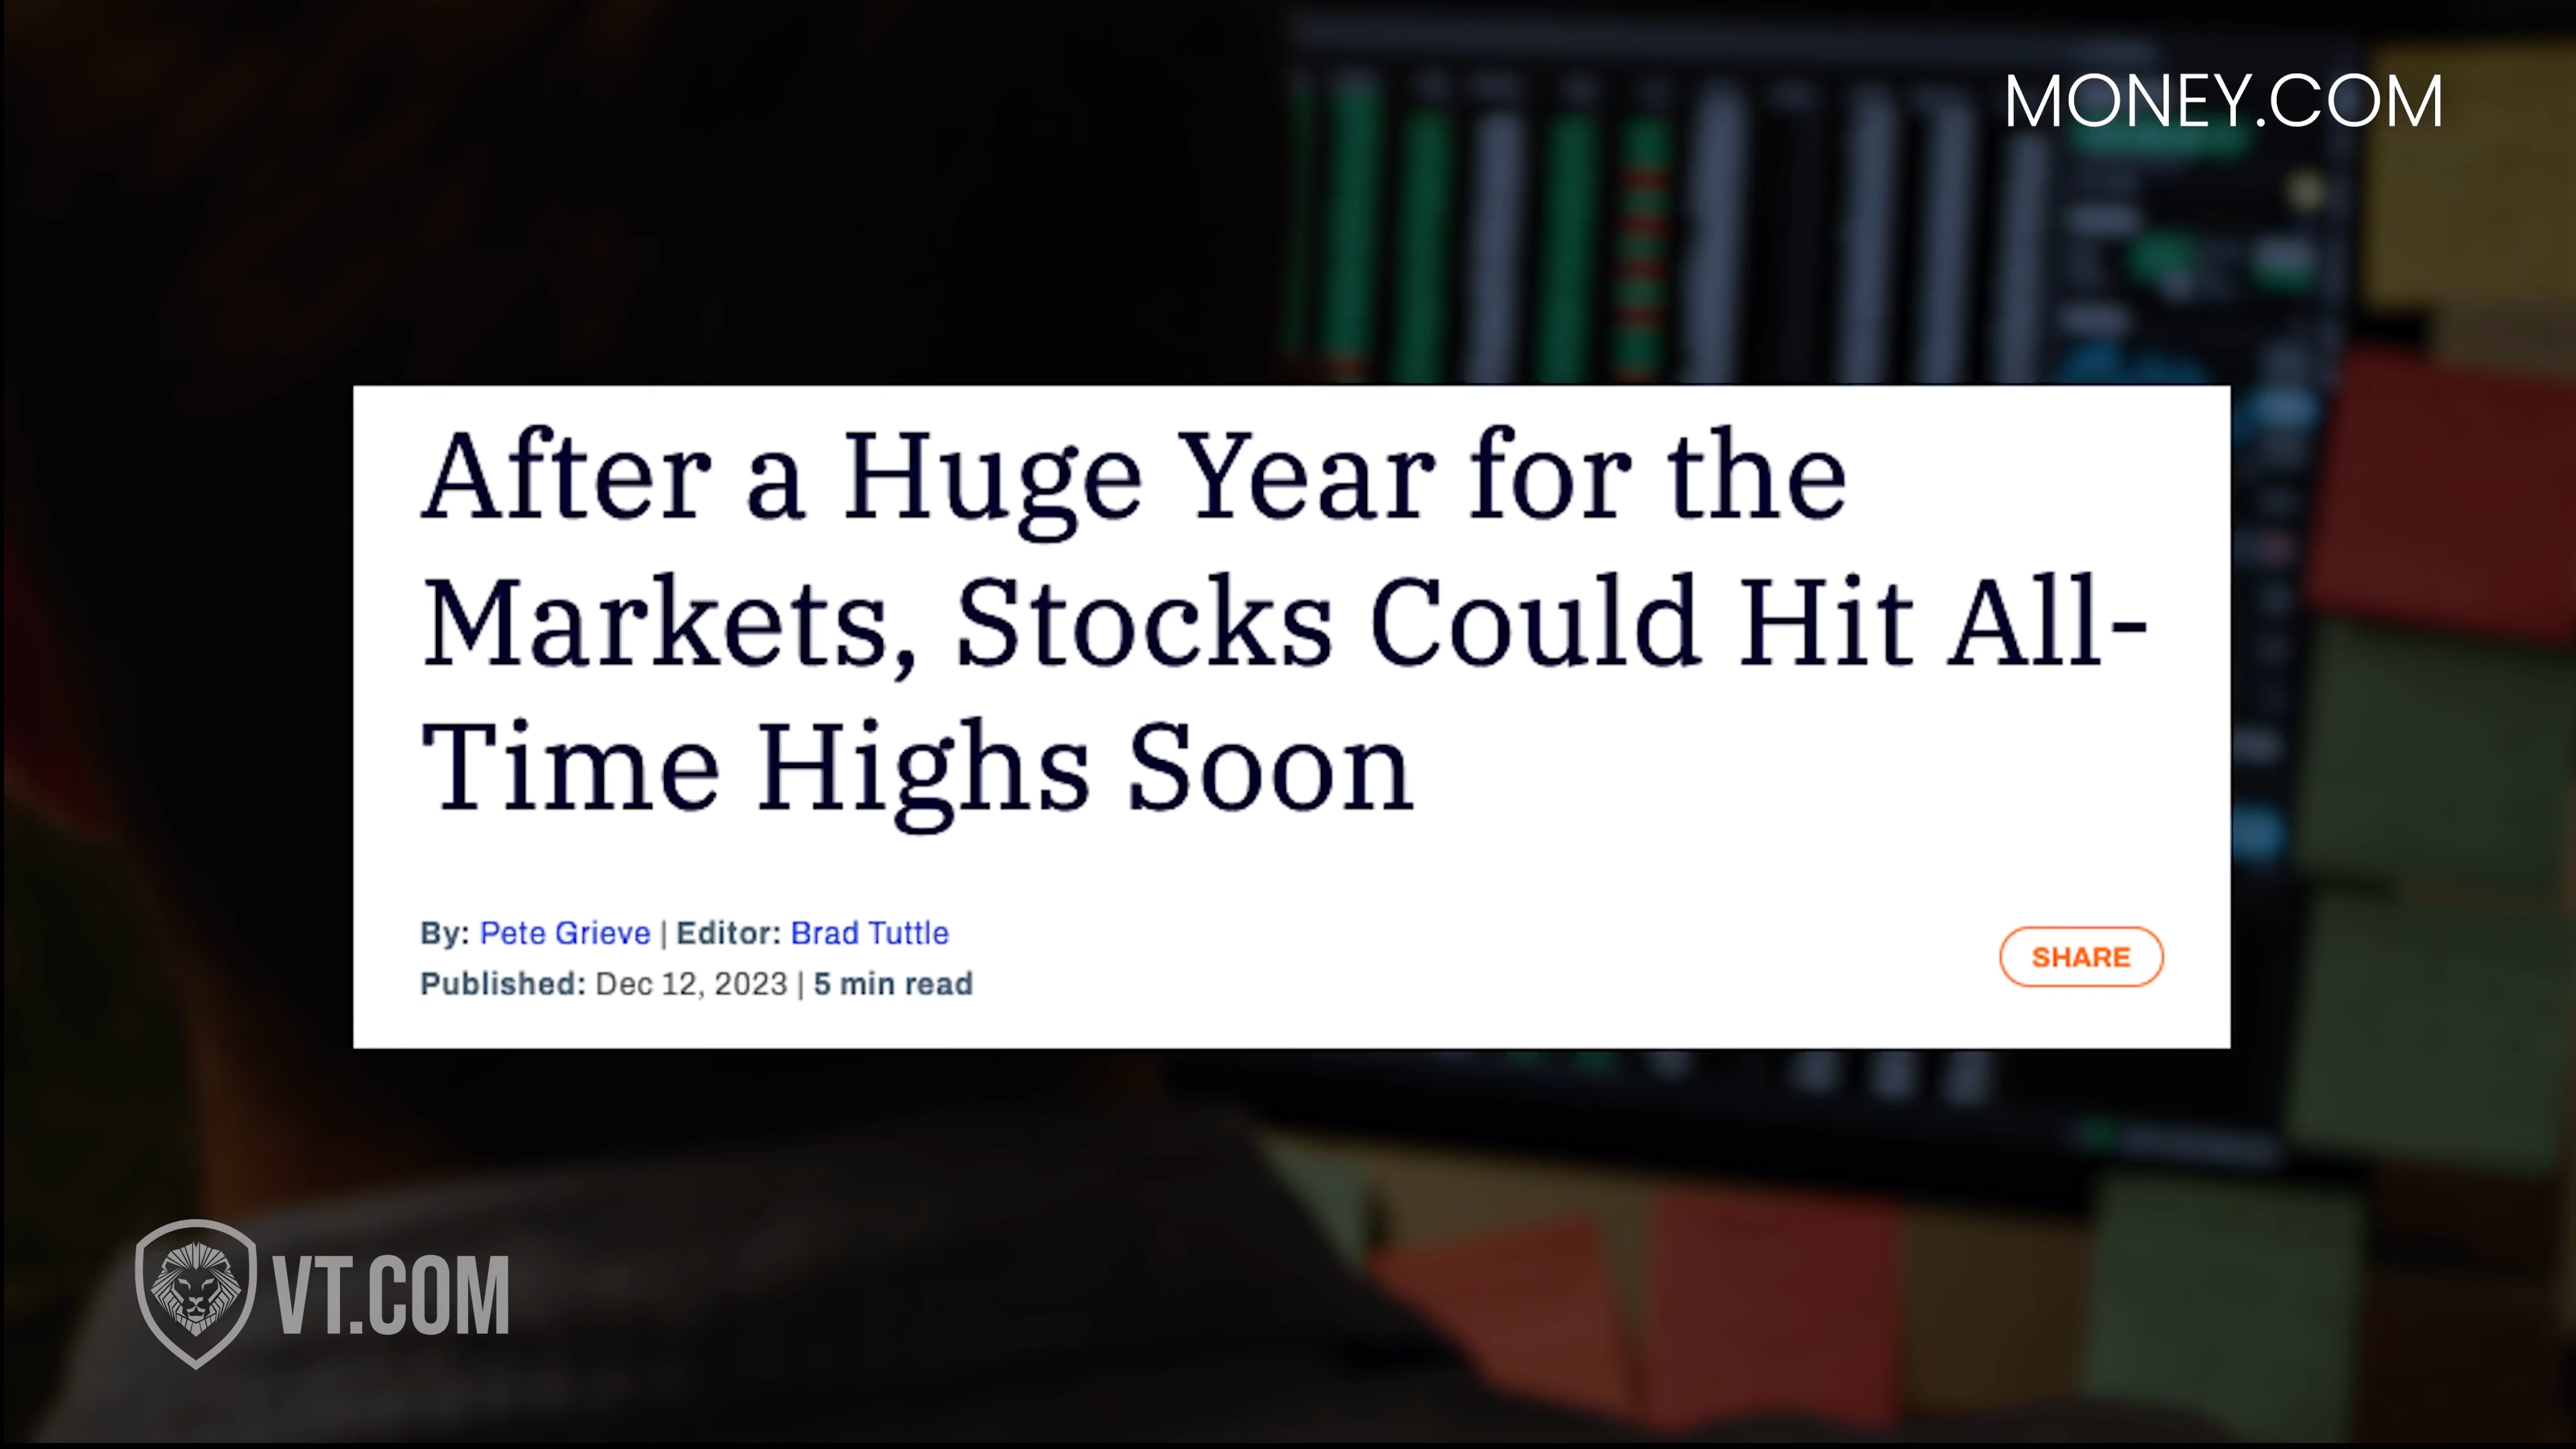 MONEY.COM
After a Huge Year for the
Markets, Stocks Could Hit All-
Time Highs Soon
By: Pete Grieve | Editor: Brad Tuttle
Published: Dec 12, 2023 | 5 min read
SHARE
VT.COM